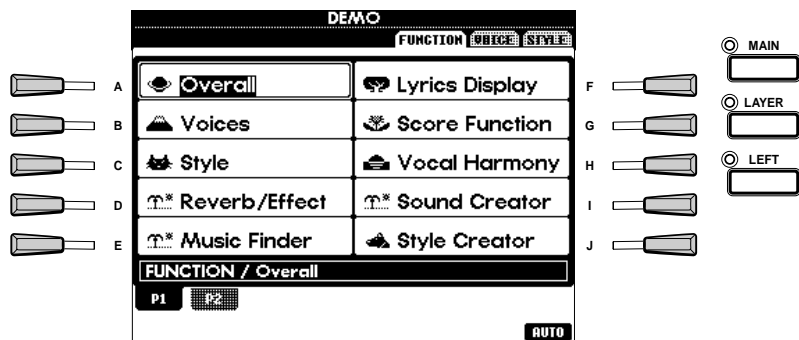 DEMO
FUNCTION VOICE STYLE
MAIN
A Overall Lyrics Display F
LAYER
B Voices Score Function G
LEFT
C Style Vocal Harmony H
D Reverb/Effect Sound Creator I
E Music Finder Style Creator J
FUNCTION / Overall
P1 P2
AUTO